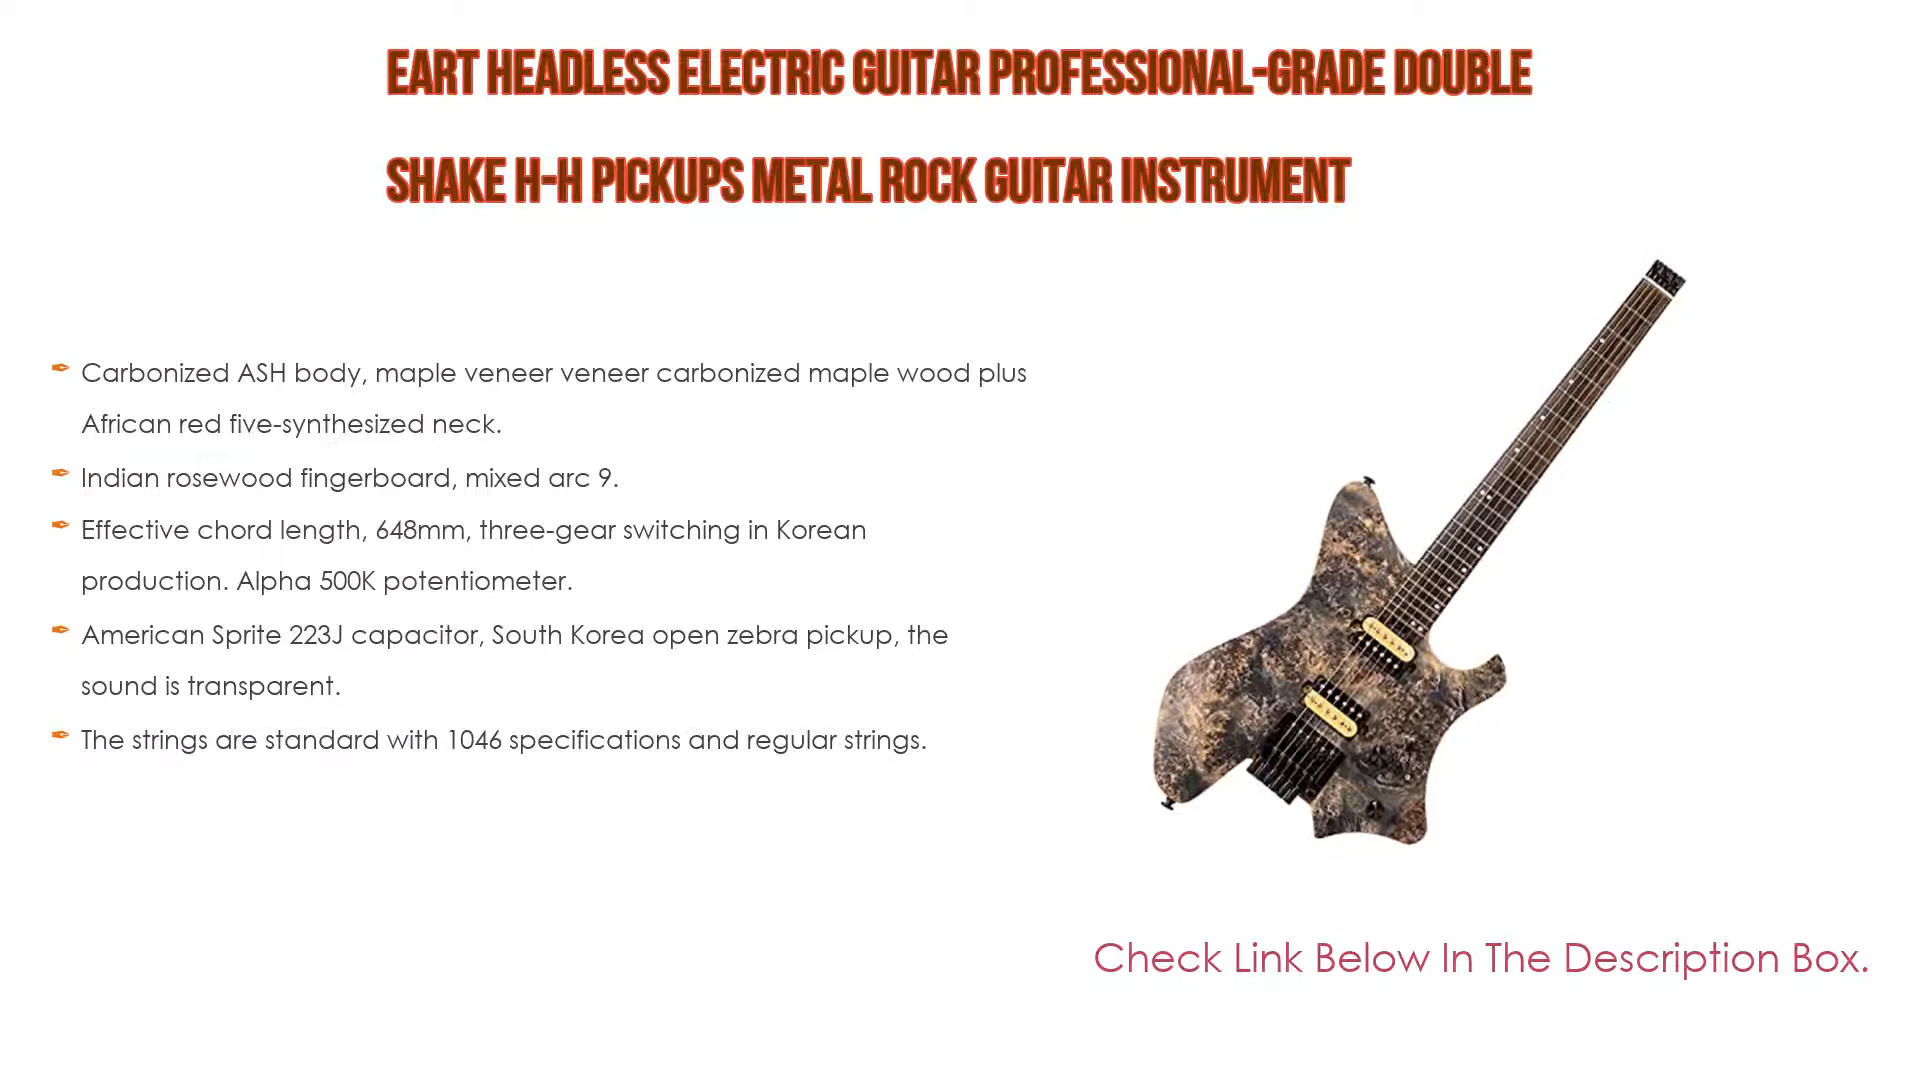 EART HEADLESS ELECTRIC GUITAR PROFESSIONAL-GRADE DOUBLE
SHAKE H-H PICKUPS METAL ROCK GUITAR INSTRUMENT
Carbonized ASH body, maple veneer veneer carbonized maple wood plus
African red five-synthesized neck.
Indian rosewood fingerboard, mixed arc 9.
Effective chord length, 648mm, three-gear switching in Korean
production. Alpha 500K potentiometer.
American Sprite 223J capacitor, South Korea open zebra pickup, the
sound is transparent.
The strings are standard with 1046 specifications and regular strings.
Check Link Below In The Description Box.